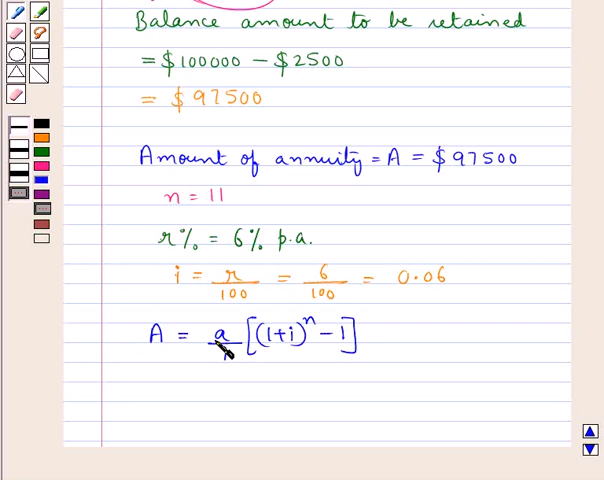 Balance amount to be retained
= $100000 - $2500
= $97500
Amount of annuity = A = $97500
n = 11
r% = 6% p.a.
i = r/100 = 6/100 = 0.06
A = a/i [(1+i)^n - 1]